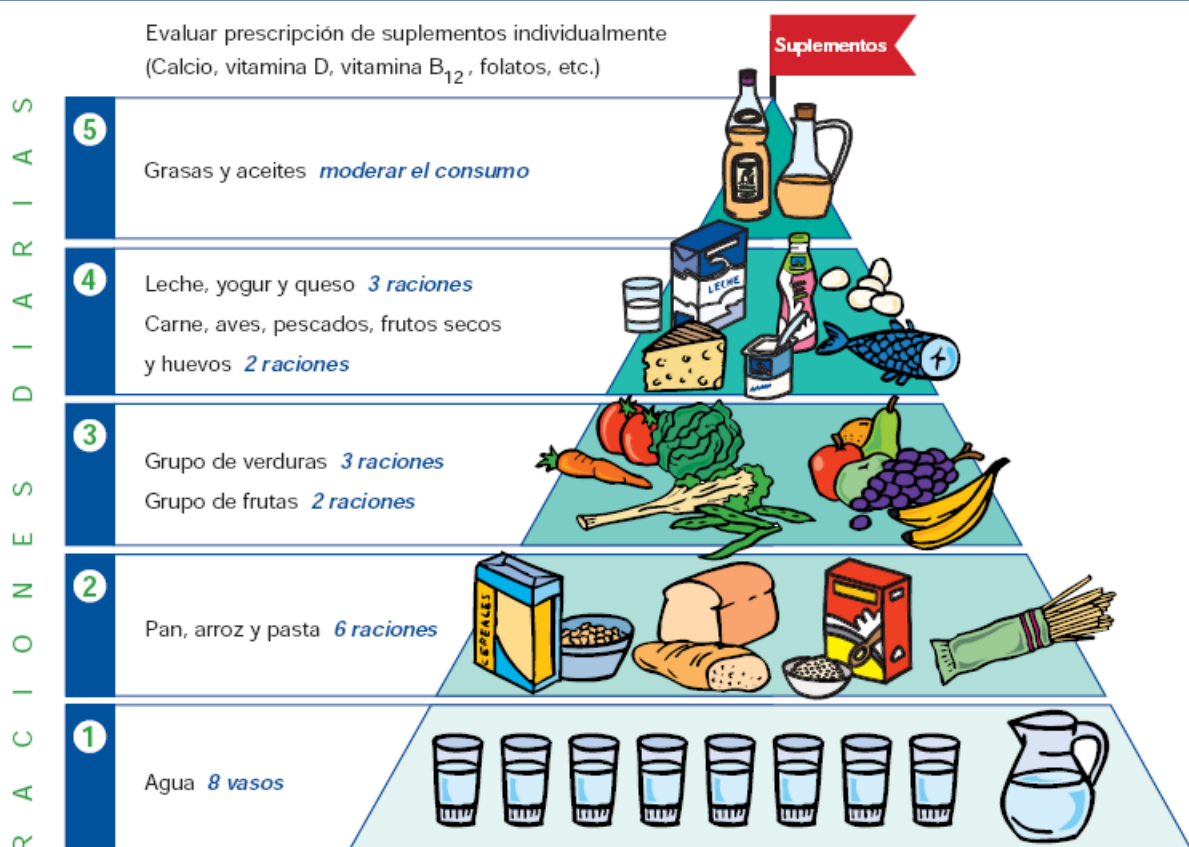 Evaluar prescripción de suplementos individualmente
(Calcio, vitamina D, vitamina B12, folatos, etc.)
Suplementos
5
Grasas y aceites moderar el consumo
4
Leche, yogur y queso 3 raciones
Carne, aves, pescados, frutos secos
y huevos 2 raciones
LECHE
3
Grupo de verduras 3 raciones
Grupo de frutas 2 raciones
2
Pan, arroz y pasta 6 raciones
CEREALES
1
Agua 8 vasos
RACIONES DIARIAS